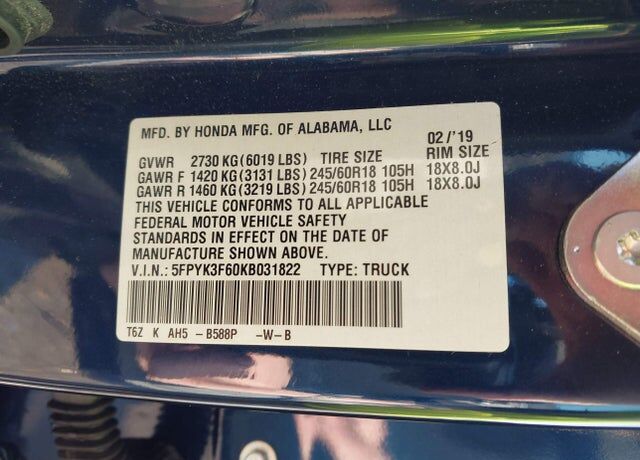 MFD. BY HONDA MFG. OF ALABAMA, LLC 02/'19
GVWR 2730 KG(6019 LBS) TIRE SIZE RIM SIZE
GAWR F 1420 KG(3131 LBS) 245/60R18 105H 18X8.0J
GAWR R 1460 KG(3219 LBS) 245/60R18 105H 18X8.0J
THIS VEHICLE CONFORMS TO ALL APPLICABLE
FEDERAL MOTOR VEHICLE SAFETY
STANDARDS IN EFFECT ON THE DATE OF
MANUFACTURE SHOWN ABOVE.
V.I.N.: 5FPYK3F60KB031822 TYPE: TRUCK
T6Z K AH5 -B588P -W-B